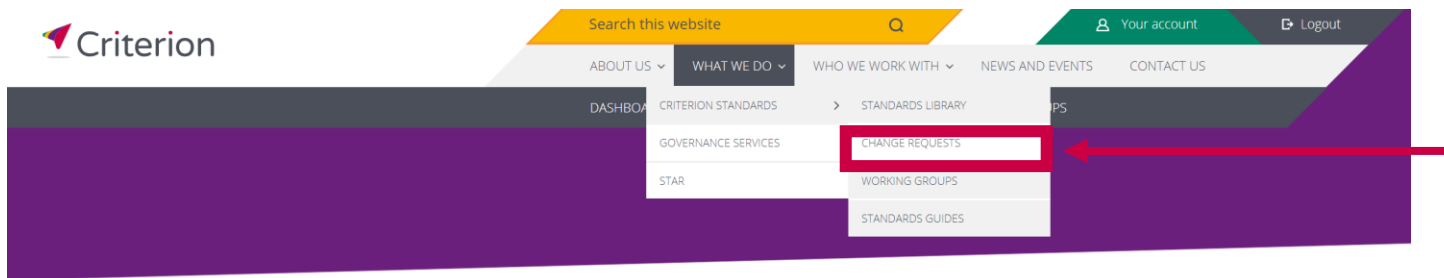 Criterion
Search this website
Your account
Logout
ABOUT US
WHAT WE DO
WHO WE WORK WITH
NEWS AND EVENTS
CONTACT US
CRITERION STANDARDS
STANDARDS LIBRARY
GOVERNANCE SERVICES
CHANGE REQUESTS
STAR
WORKING GROUPS
STANDARDS GUIDES